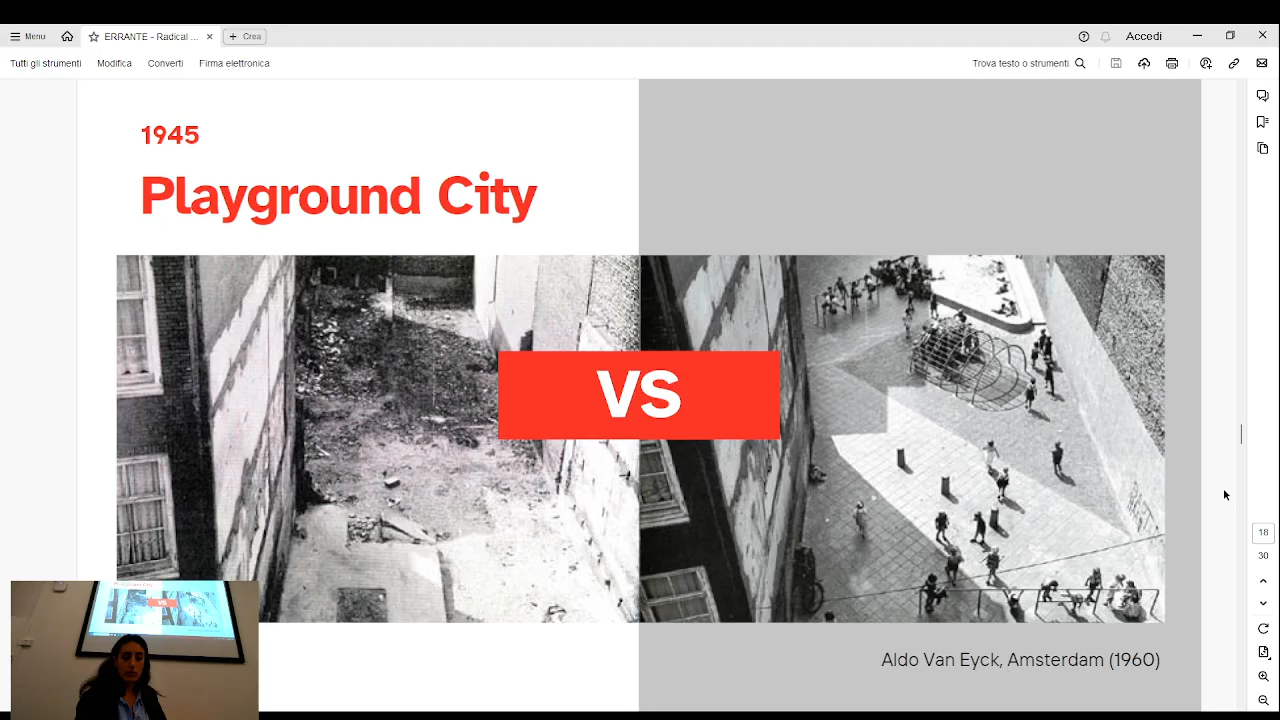 Menu
ERRANTE - Radical ...
Crea
Accedi
Tutti gli strumenti
Modifica
Converti
Firma elettronica
Trova testo o strumenti
1945
Playground City
VS
Aldo Van Eyck, Amsterdam (1960)
18
30
VS